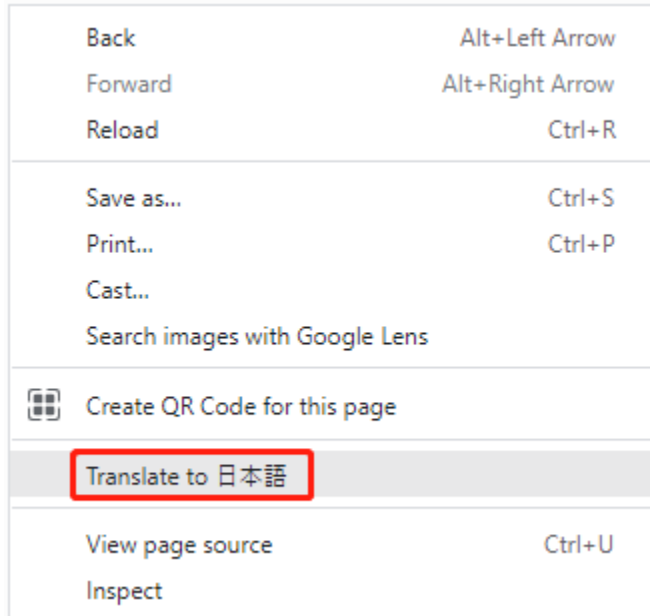 Back Alt+Left Arrow
Forward Alt+Right Arrow
Reload Ctrl+R
Save as... Ctrl+S
Print... Ctrl+P
Cast...
Search images with Google Lens
Create QR Code for this page
Translate to 日本語
View page source Ctrl+U
Inspect